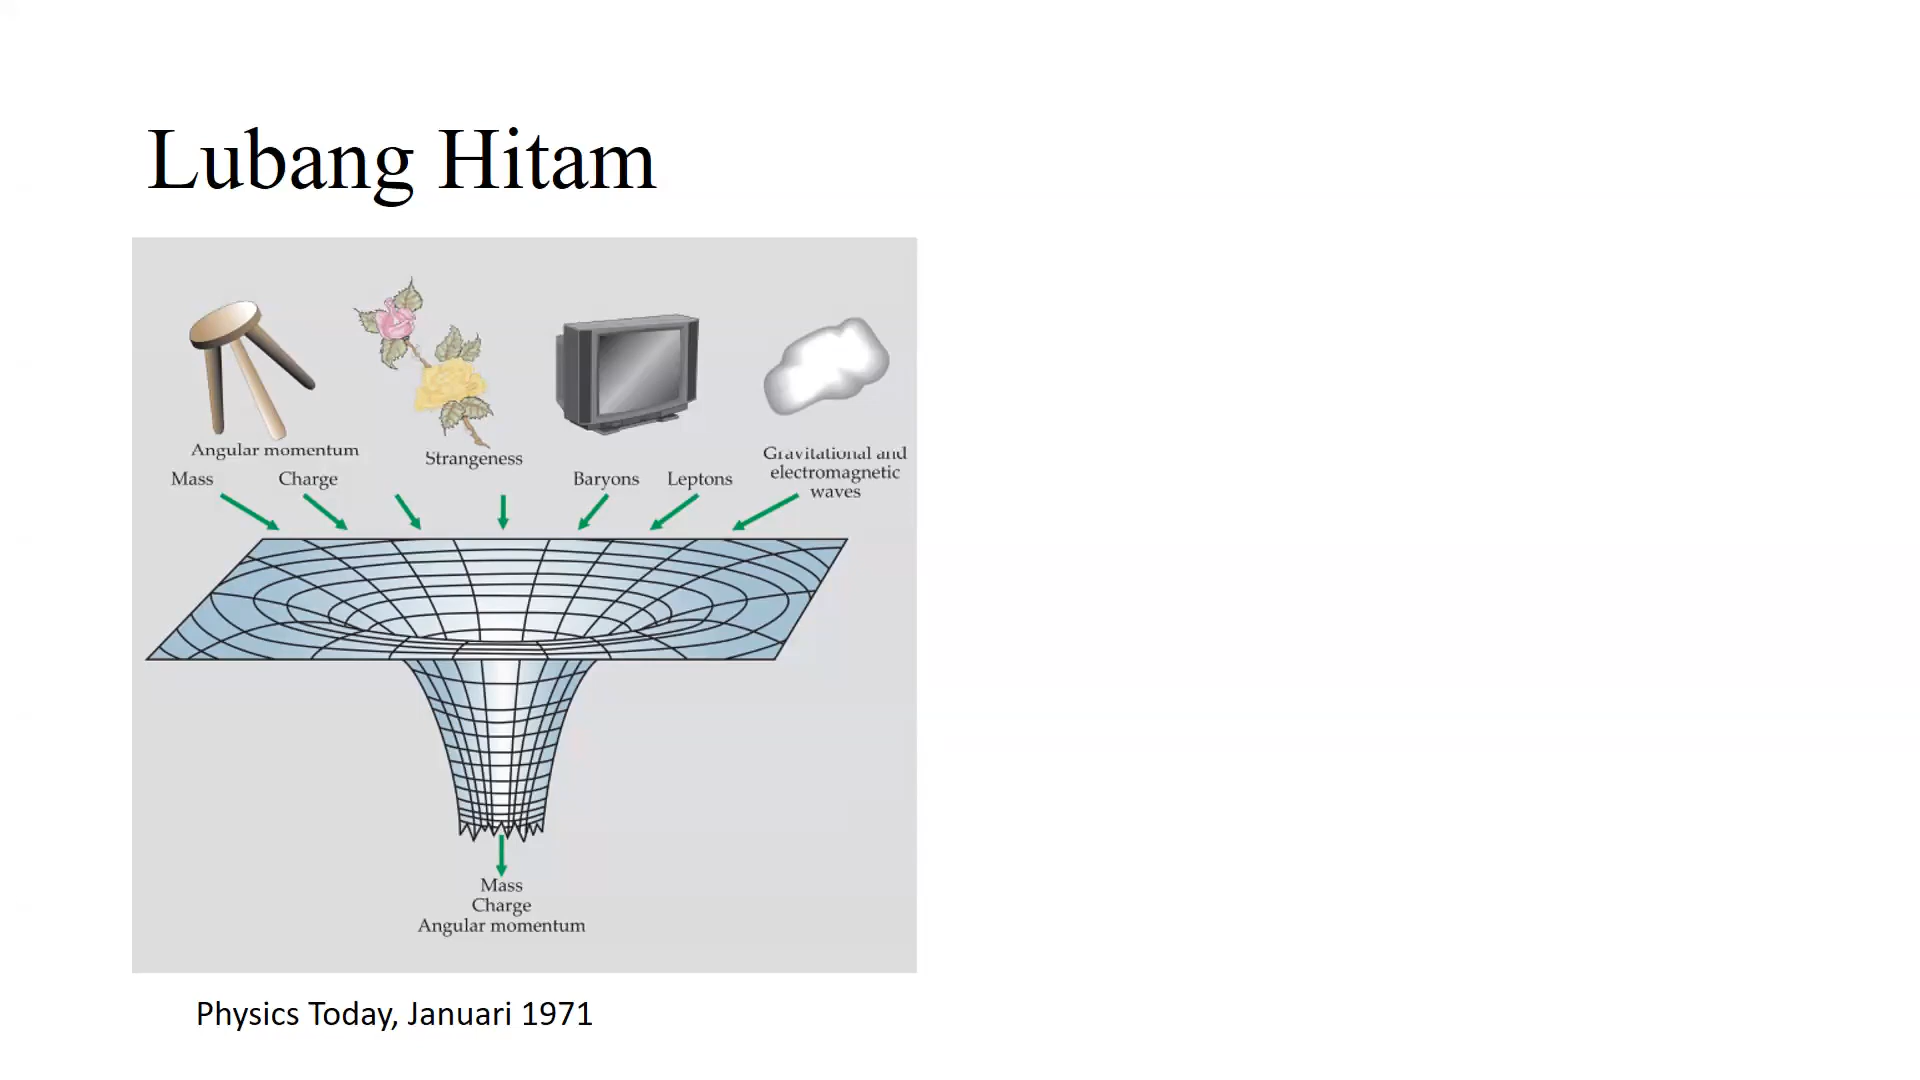 Lubang Hitam
Angular momentum
Strangeness
Gravitational and
electromagnetic
waves
Mass
Charge
Baryons
Leptons
Mass
Charge
Angular momentum
Physics Today, Januari 1971